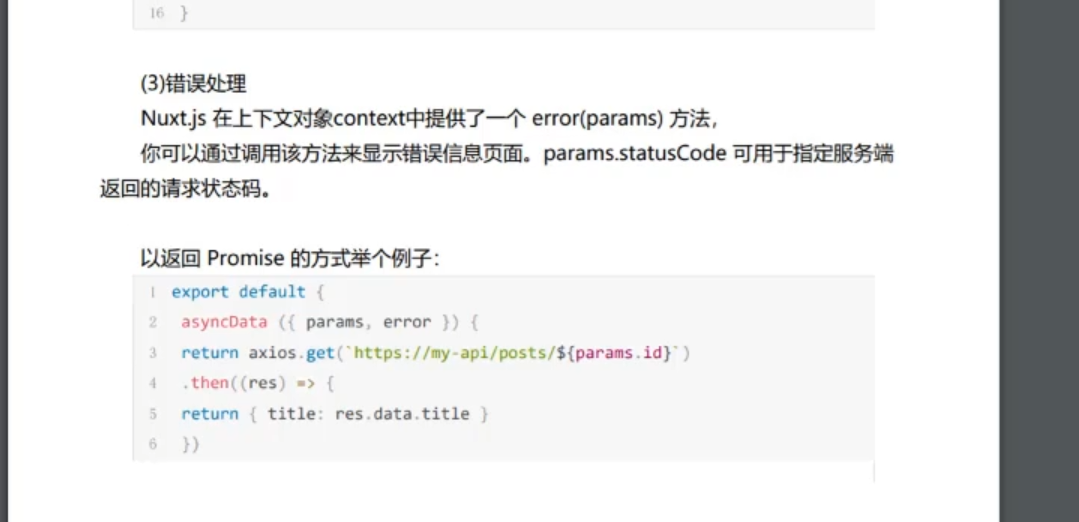 16 }
(3)错误处理
Nuxt.js 在上下文对象context中提供了一个 error(params) 方法，
你可以通过调用该方法来显示错误信息页面。params.statusCode 可用于指定服务端
返回的请求状态码。
以返回 Promise 的方式举个例子：
1 export default {
2 asyncData ({ params, error }) {
3 return axios.get(`https://my-api/posts/${params.id}`)
4 .then((res) => {
5 return { title: res.data.title }
6 })